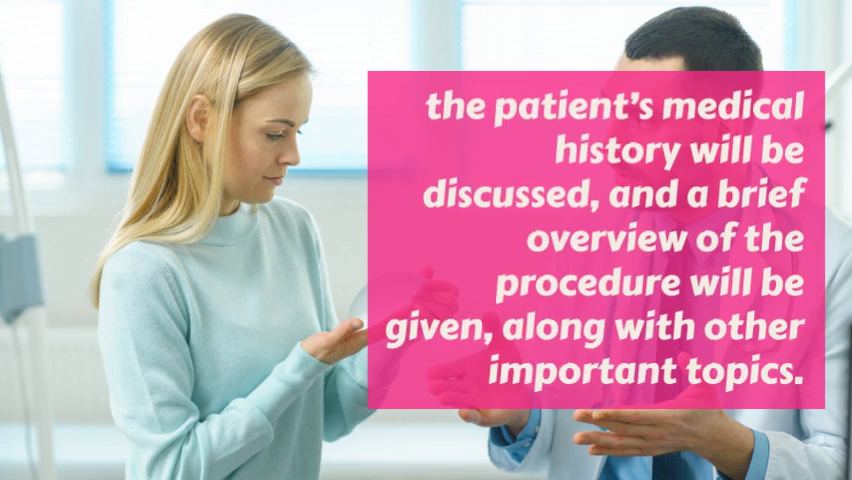 the patient’s medical
history will be
discussed, and a brief
overview of the
procedure will be
given, along with other
important topics.